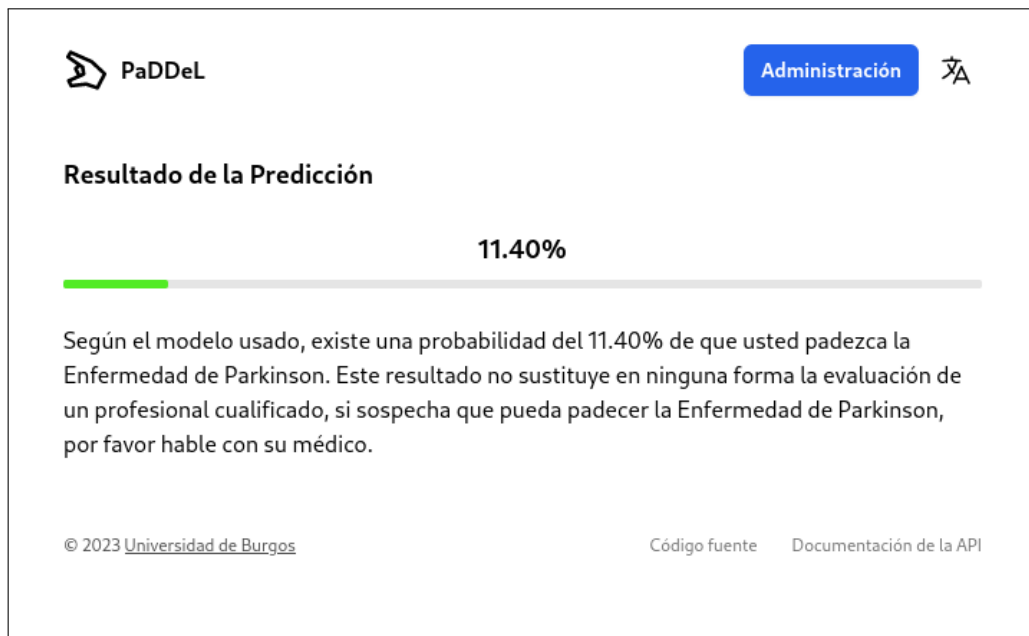 PaDDeL
Administración
Resultado de la Predicción
11.40%
Según el modelo usado, existe una probabilidad del 11.40% de que usted padezca la
Enfermedad de Parkinson. Este resultado no sustituye en ninguna forma la evaluación de
un profesional cualificado, si sospecha que pueda padecer la Enfermedad de Parkinson,
por favor hable con su médico.
© 2023 Universidad de Burgos
Código fuente
Documentación de la API